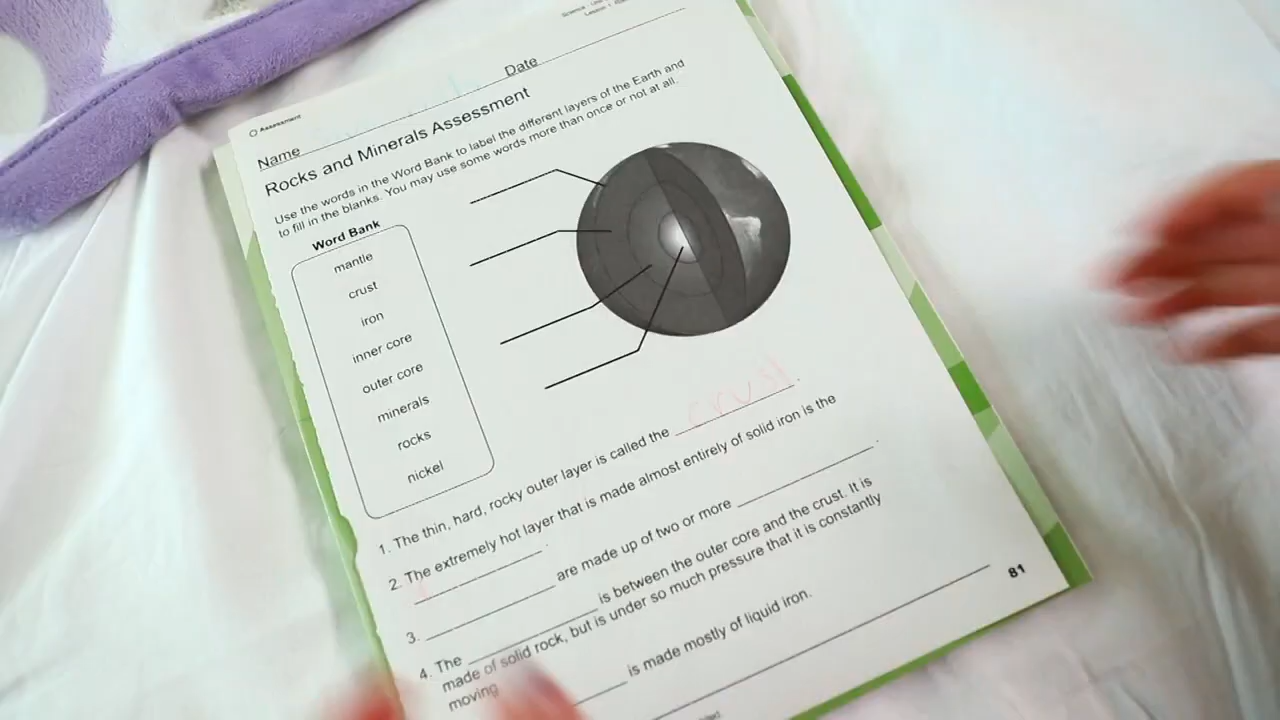 Assessment
Name
Date
Rocks and Minerals Assessment
Use the words in the Word Bank to label the different layers of the Earth and
to fill in the blanks. You may use some words more than once or not at all.
Word Bank
mantle
crust
iron
inner core
outer core
minerals
rocks
nickel
1. The thin, hard, rocky outer layer is called the crust.
2. The extremely hot layer that is made almost entirely of solid iron is the
.
3. are made up of two or more .
4. The is between the outer core and the crust. It is
made of solid rock, but is under so much pressure that it is constantly
moving
is made mostly of liquid iron.
81